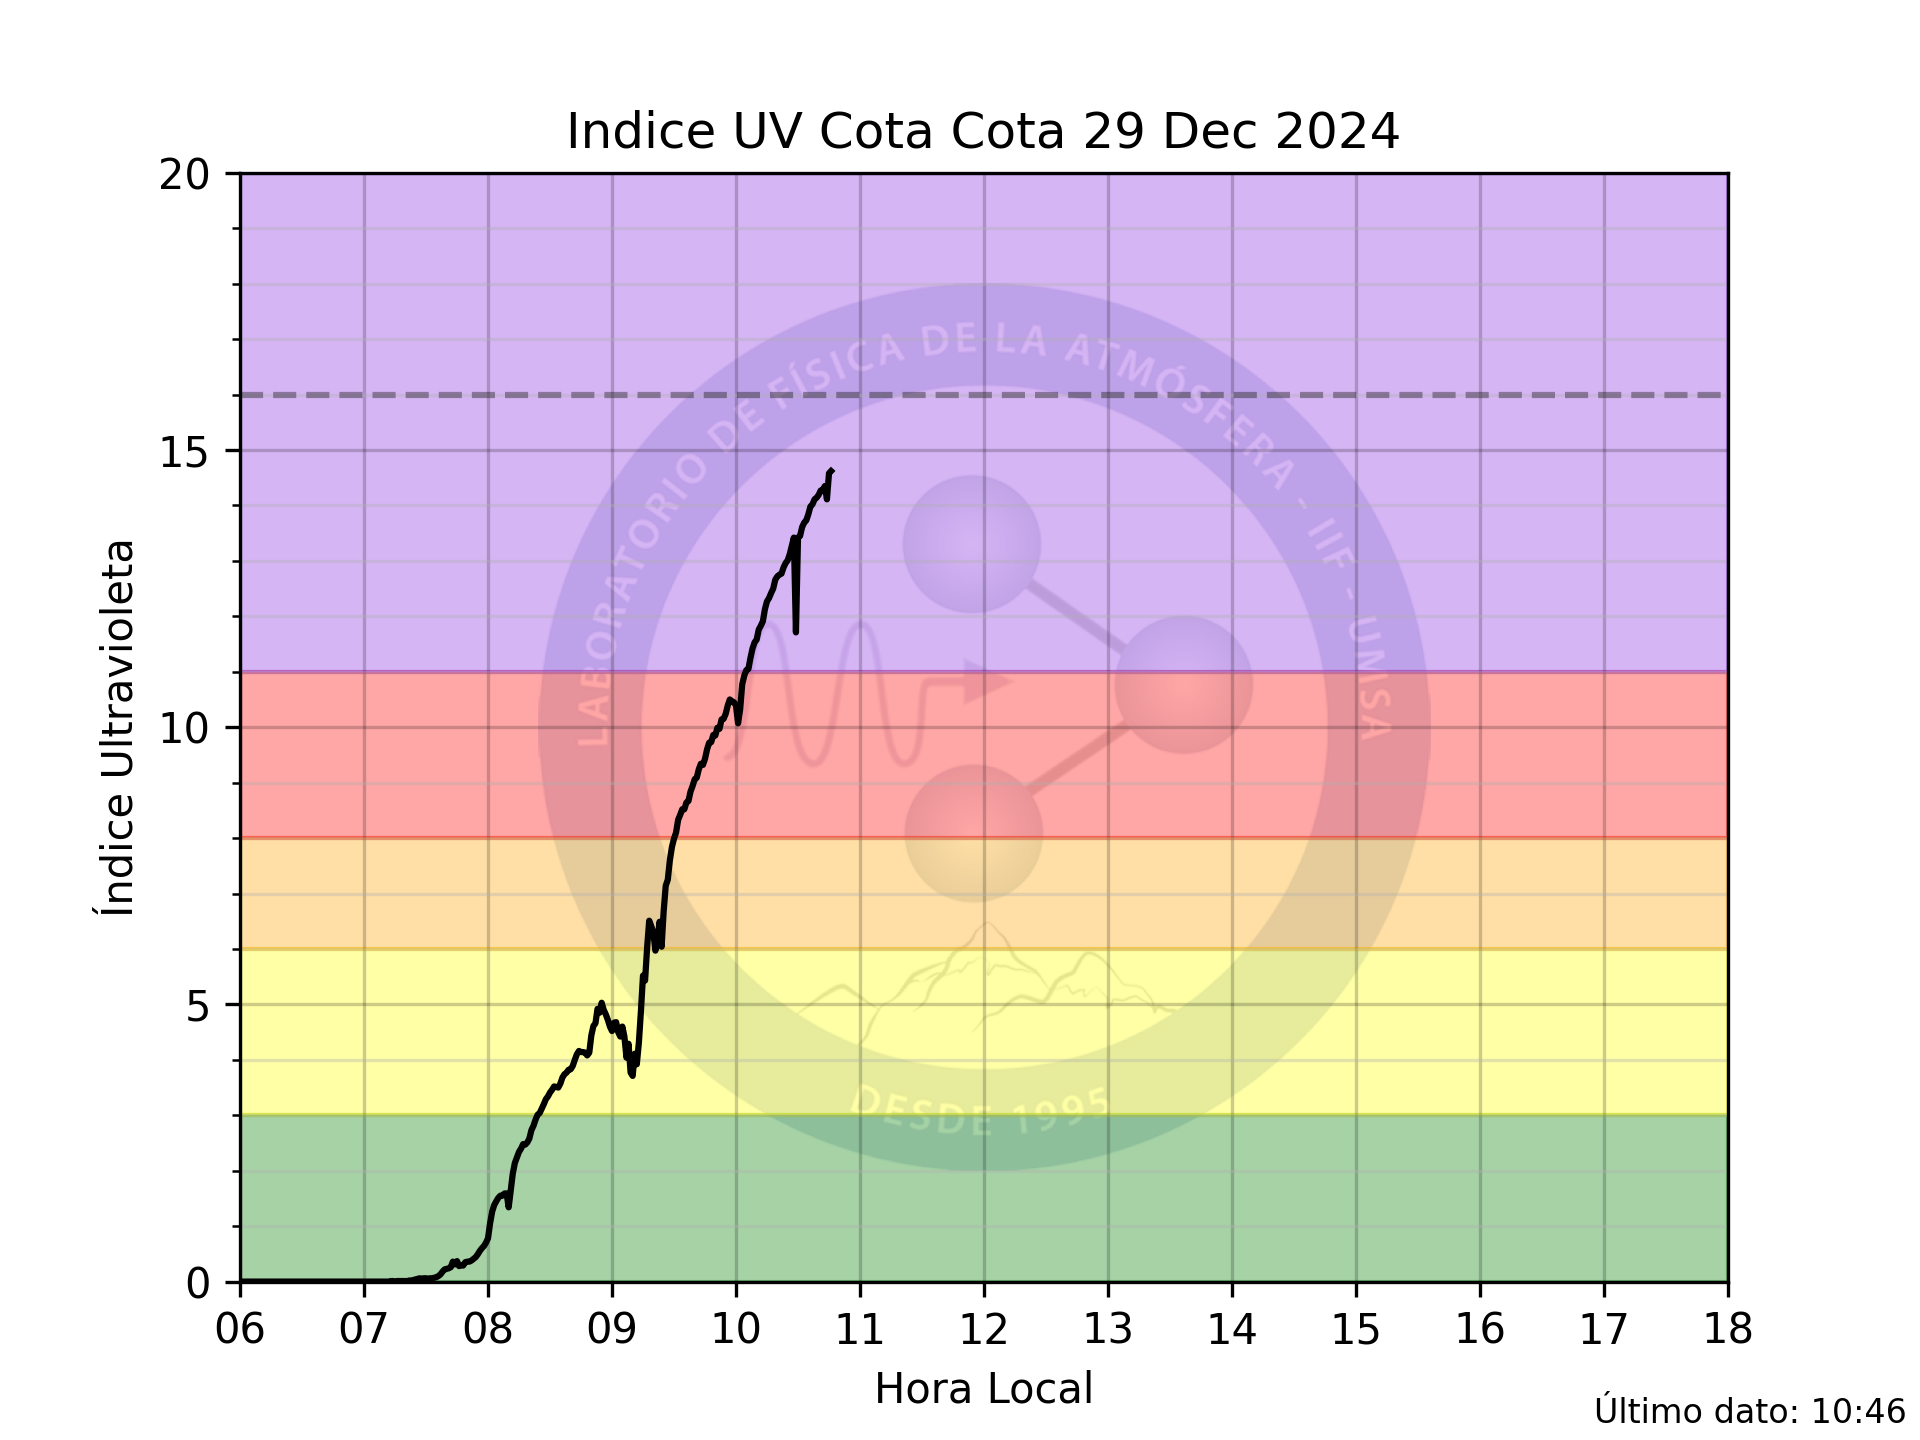 Indice UV Cota Cota 29 Dec 2024
20
15
10
5
0
Índice Ultravioleta
LABORATORIO DE FÍSICA DE LA ATMÓSFERA - IIF - UMSA
DESDE 1995
06 07 08 09 10 11 12 13 14 15 16 17 18
Hora Local
Último dato: 10:46